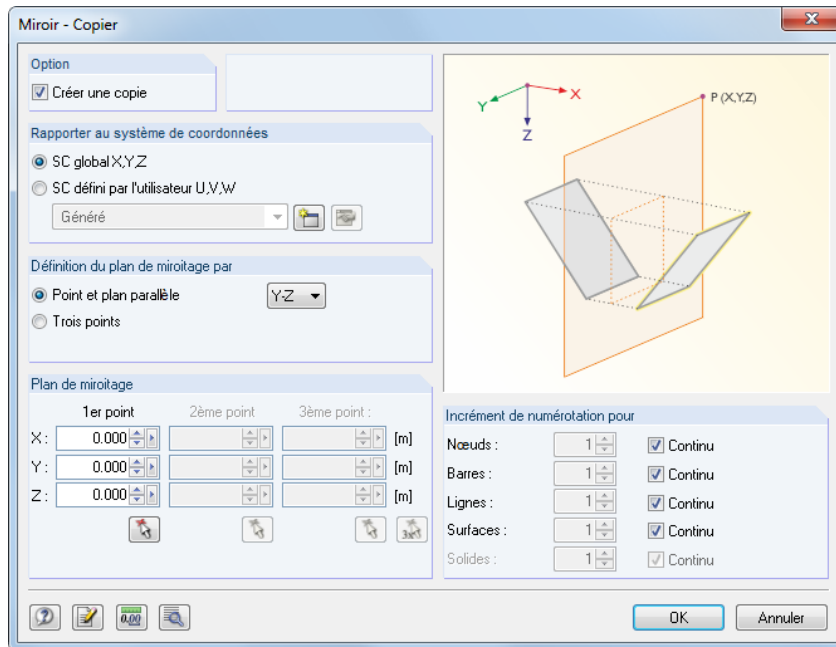 Miroir - Copier
Option
Créer une copie
Rapporter au système de coordonnées
SC global X,Y,Z
SC défini par l'utilisateur U,V,W
Généré
Définition du plan de miroitage par
Point et plan parallèle Y-Z
Trois points
Plan de miroitage
1er point 2ème point 3ème point :
X : 0.000 [m]
Y : 0.000 [m]
Z : 0.000 [m]
3x
X
Y
Z
P (X,Y,Z)
Incrément de numérotation pour
Nœuds : 1 Continu
Barres : 1 Continu
Lignes : 1 Continu
Surfaces : 1 Continu
Solides : 1 Continu
0.00
OK Annuler